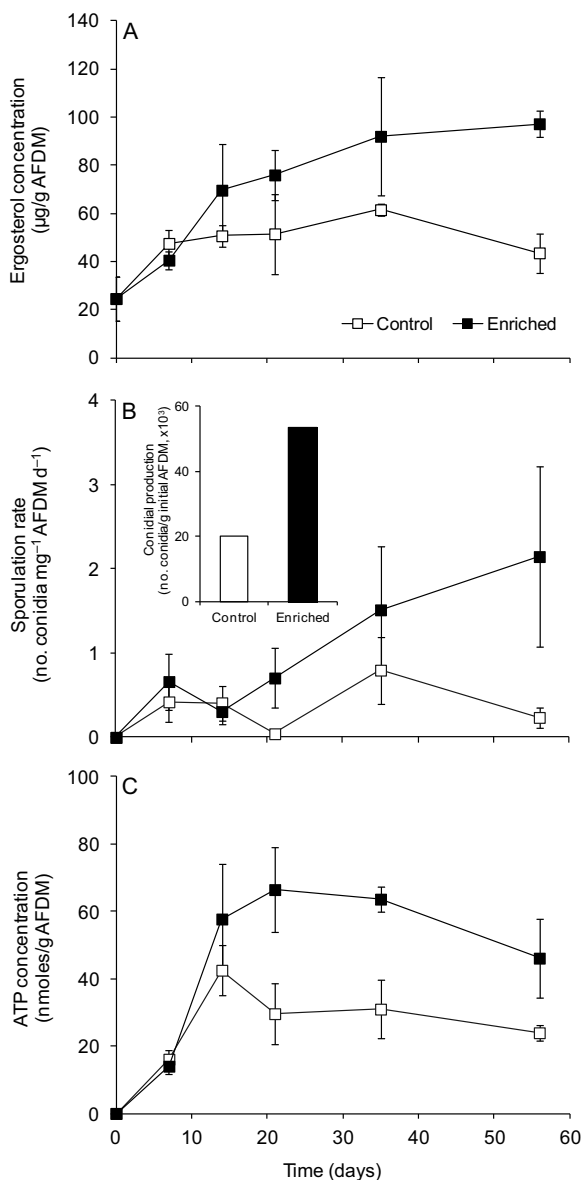 A
140
120
100
80
60
40
20
0
Ergosterol concentration
(µg/g AFDM)
Control
Enriched
B
4
3
2
1
0
Sporulation rate
(no. conidia mg⁻¹ AFDM d⁻¹)
60
40
20
0
Conidial production
(no. conidia/g initial AFDM, x10³)
Control
Enriched
C
100
80
60
40
20
0
ATP concentration
(nmoles/gAFDM)
0 10 20 30 40 50 60
Time (days)